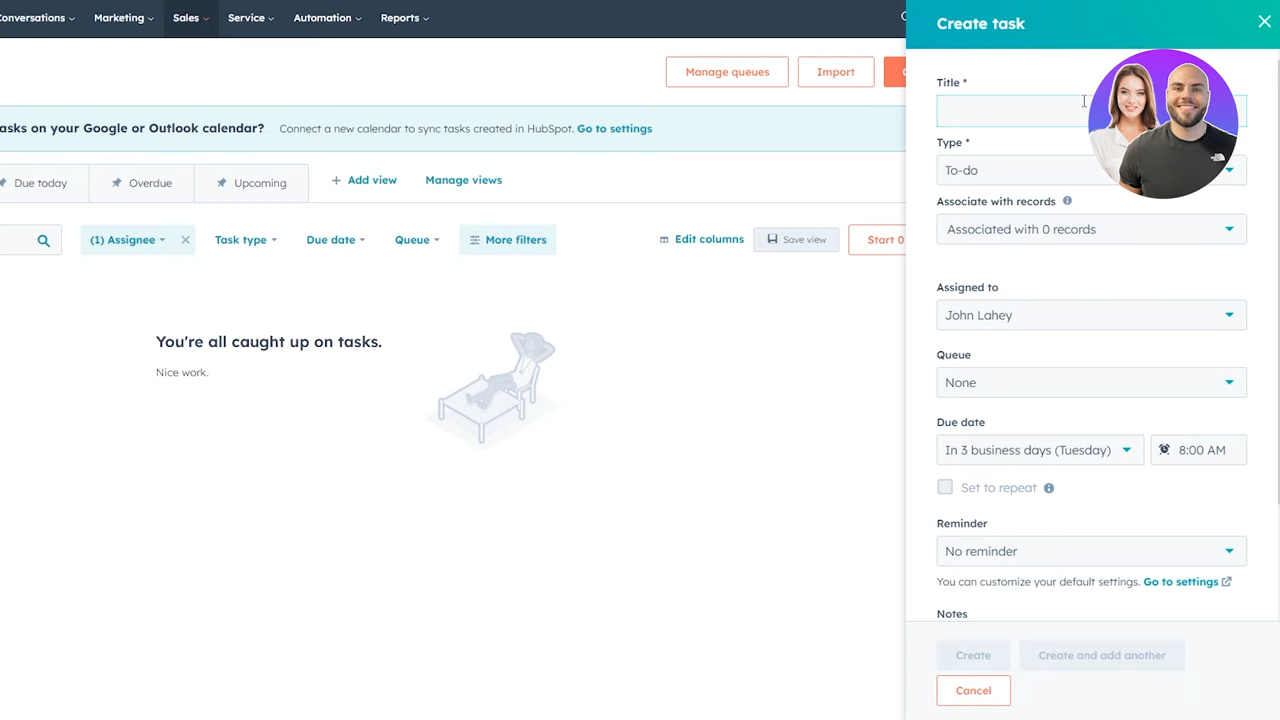 Conversations
Marketing
Sales
Service
Automation
Reports
Manage queues
Import
asks on your Google or Outlook calendar? Connect a new calendar to sync tasks created in HubSpot. Go to settings
Due today
Overdue
Upcoming
+ Add view
Manage views
(1) Assignee
Task type
Due date
Queue
More filters
Edit columns
Save view
Start 0
You're all caught up on tasks.
Nice work.
Create task
Title *
Type *
To-do
Associate with records
Associated with 0 records
Assigned to
John Lahey
Queue
None
Due date
In 3 business days (Tuesday)
8:00 AM
Set to repeat
Reminder
No reminder
You can customize your default settings. Go to settings
Notes
Create
Create and add another
Cancel